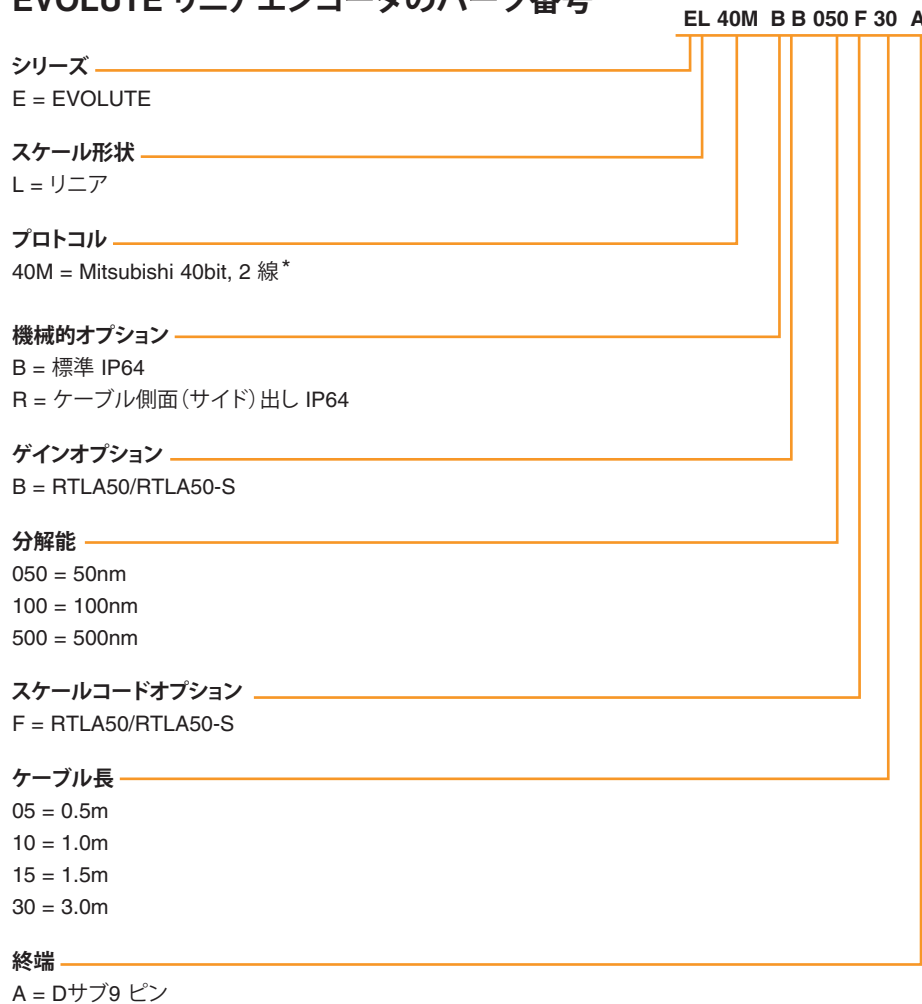 EVOLUTE リニアエンコーダのパーツ番号
EL 40M B B 050 F 30 A
シリーズ
E = EVOLUTE
スケール形状
L = リニア
プロトコル
40M = Mitsubishi 40bit, 2 線*
機械的オプション
B = 標準 IP64
R = ケーブル側面（サイド）出し IP64
ゲインオプション
B = RTLA50/RTLA50-S
分解能
050 = 50nm
100 = 100nm
500 = 500nm
スケールコードオプション
F = RTLA50/RTLA50-S
ケーブル長
05 = 0.5m
10 = 1.0m
15 = 1.5m
30 = 3.0m
終端
A = Dサブ9 ピン